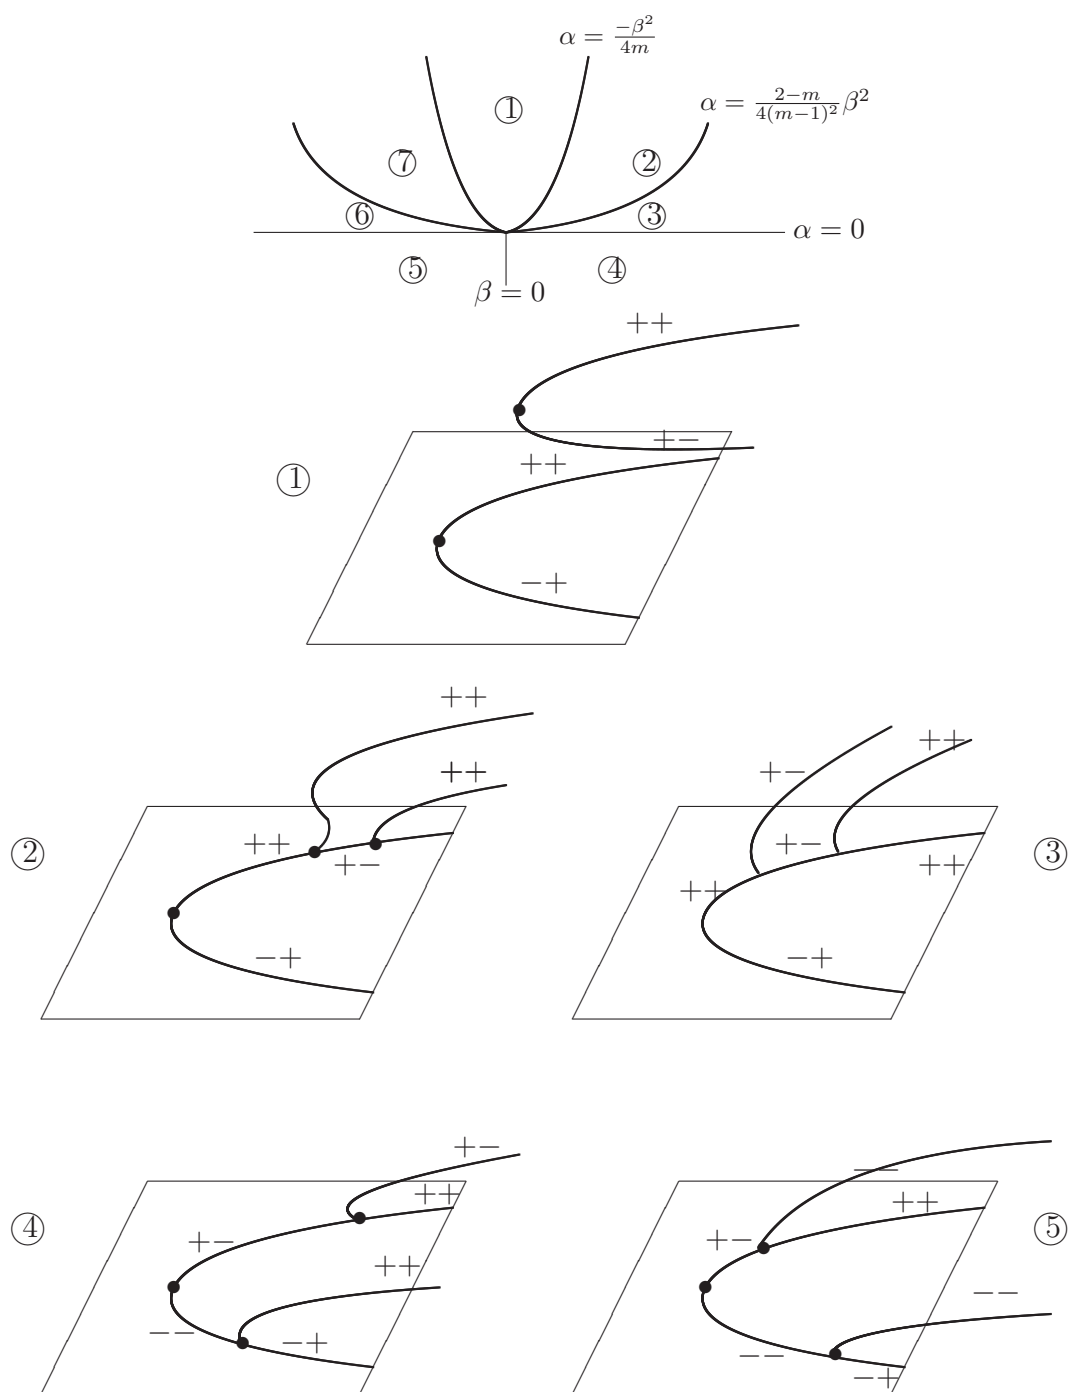 α = −β²/4m
① α = (2−m)/4(m−1)² β²
⑦ ②
⑥ ③ α = 0
⑤ ④
β = 0
++
+−
++
①
−+
++
++ +− ++
++ +− ② ++ +− ++ ③
−+ −+
+− −
++ ++
④ +− +− ⑤
++ −−
−− −+ −− −+